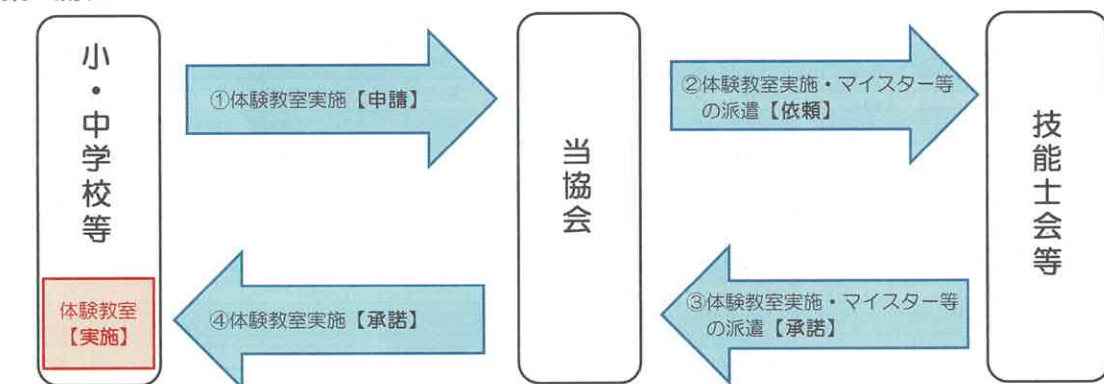 小・中学校等
①体験教室実施【申請】
②体験教室実施・マイスター等
の派遣【依頼】
当協会
技能士会等
③体験教室実施・マイスター等
の派遣【承諾】
④体験教室実施【承諾】
体験教室
【実施】